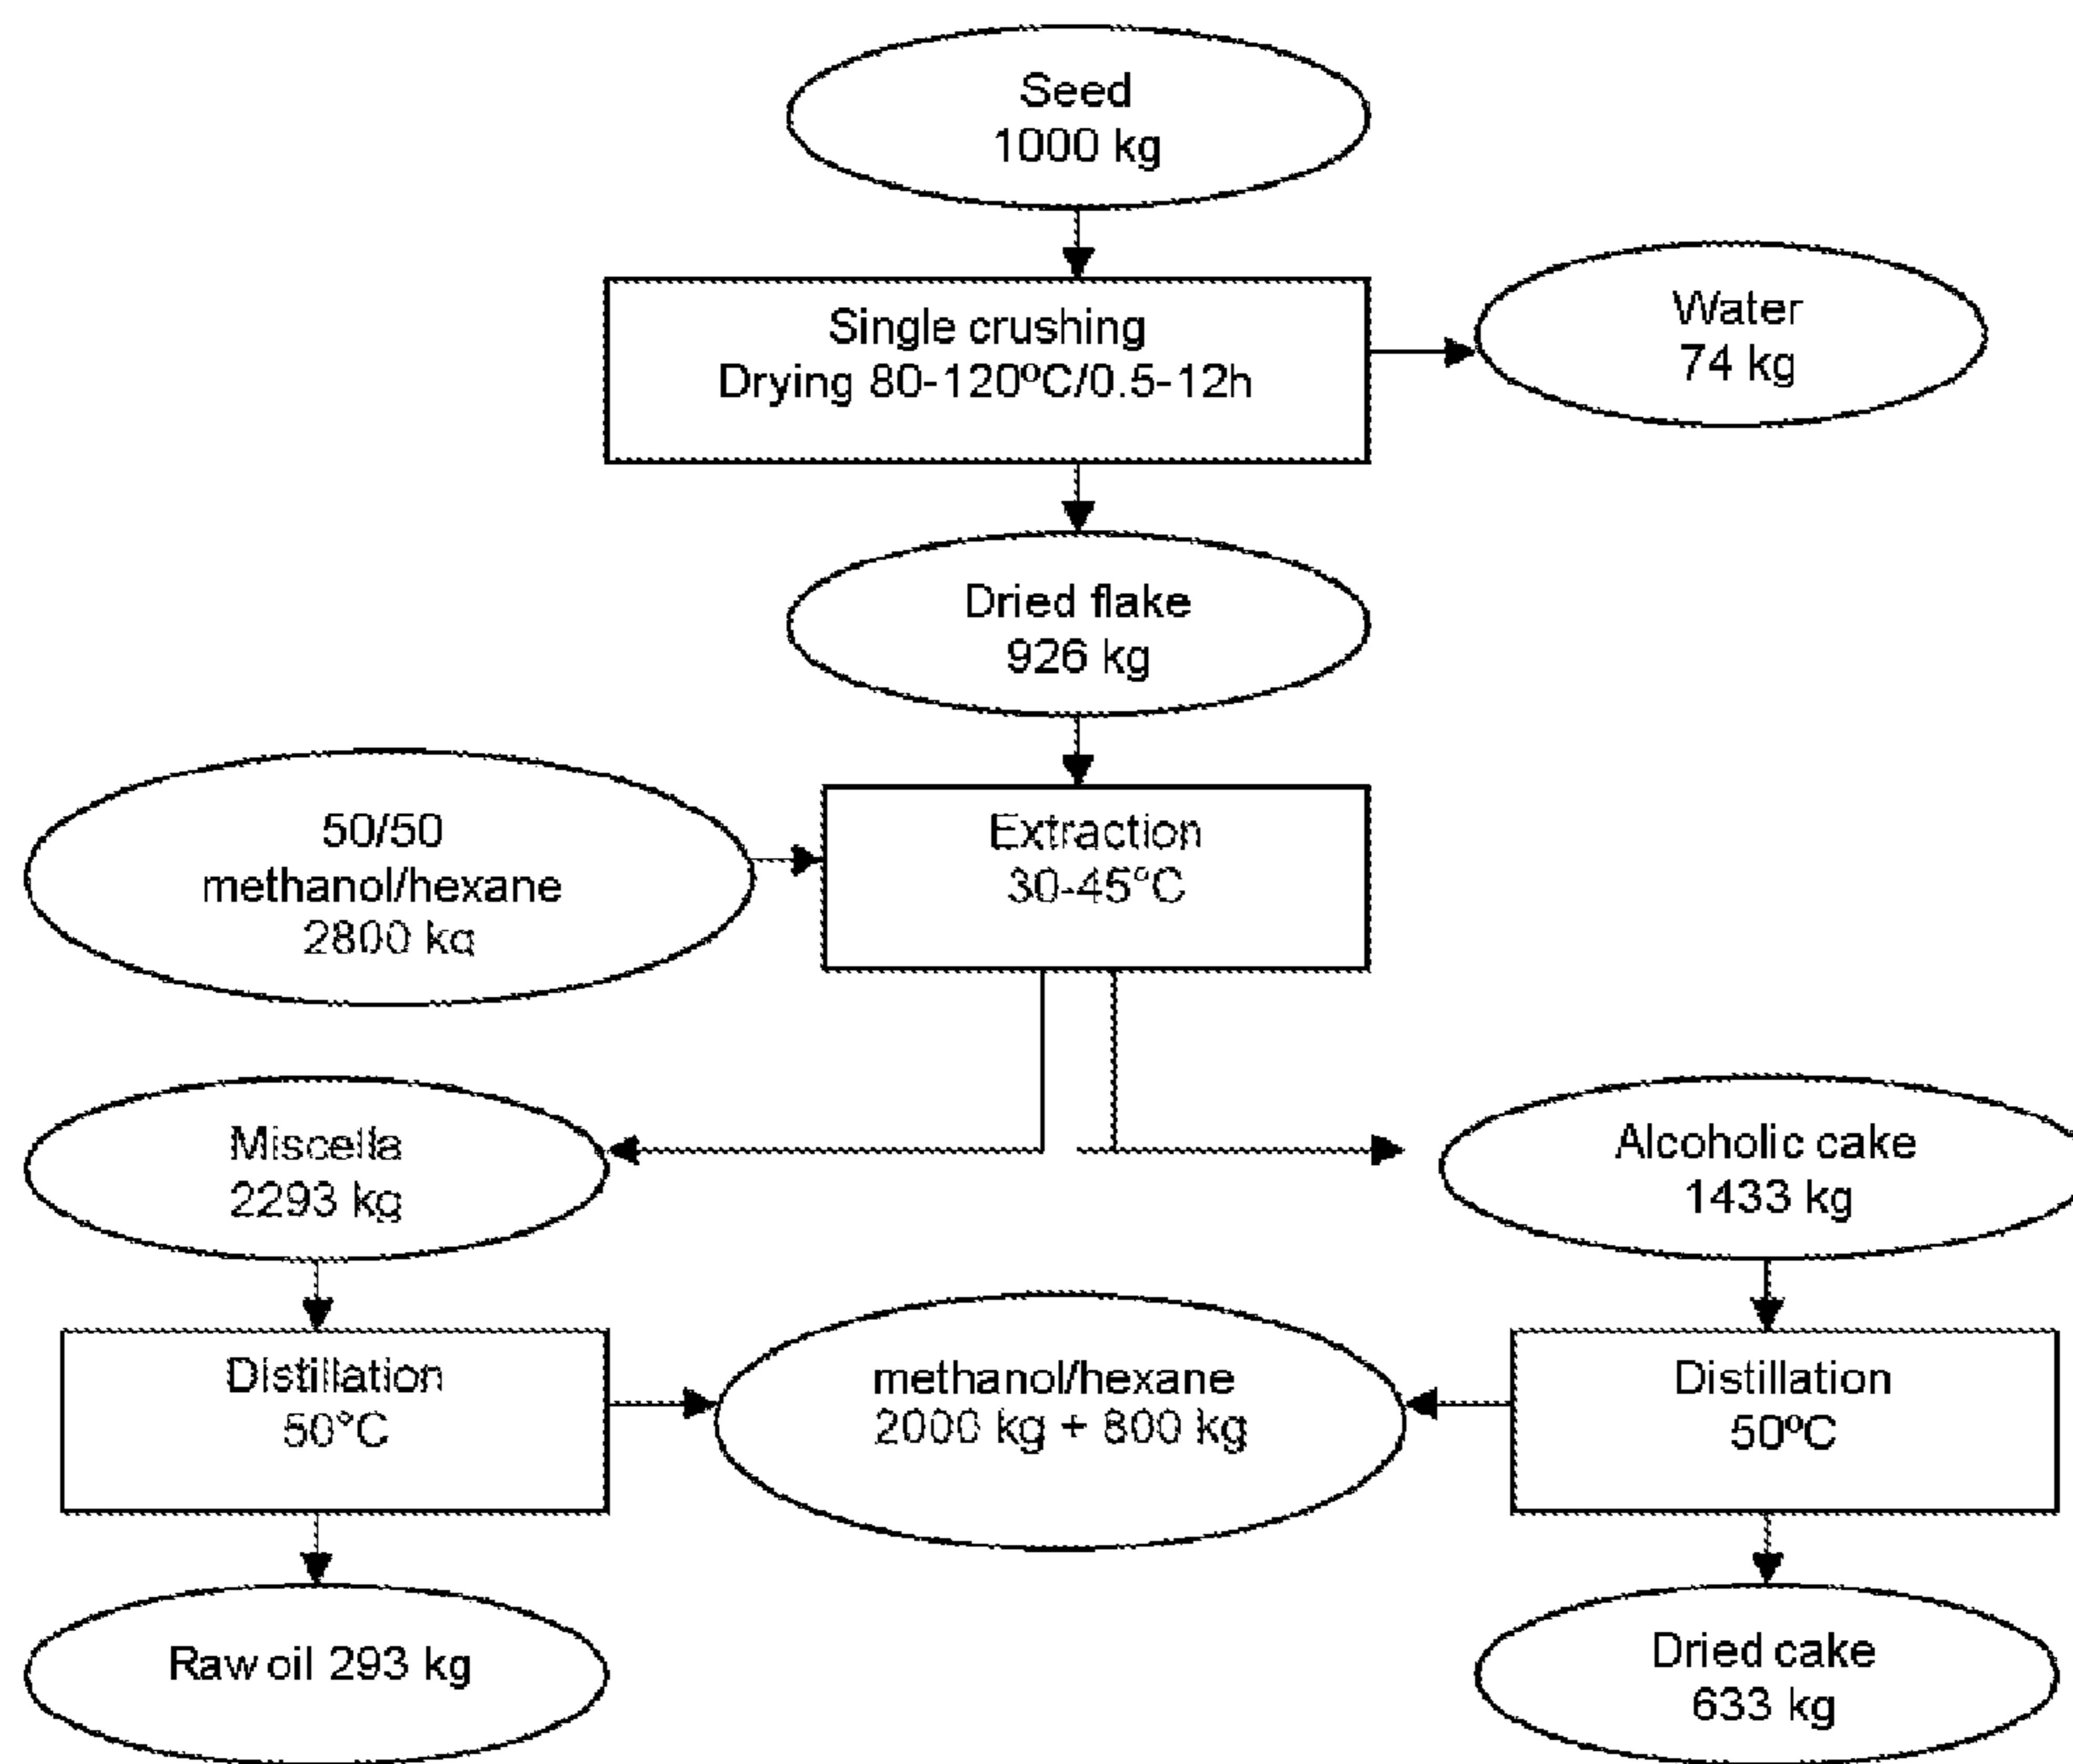 Seed
1000 kg
Single crushing
Drying 80-120ºC/0.5-12h
Water
74 kg
Dried flake
926 kg
50/50
methanol/hexane
2800 kg
Extraction
30-45°C
Miscella
2293 kg
Alcoholic cake
1433 kg
Distillation
50°C
methanol/hexane
2000 kg + 800 kg
Distillation
50ºC
Raw oil 293 kg
Dried cake
633 kg